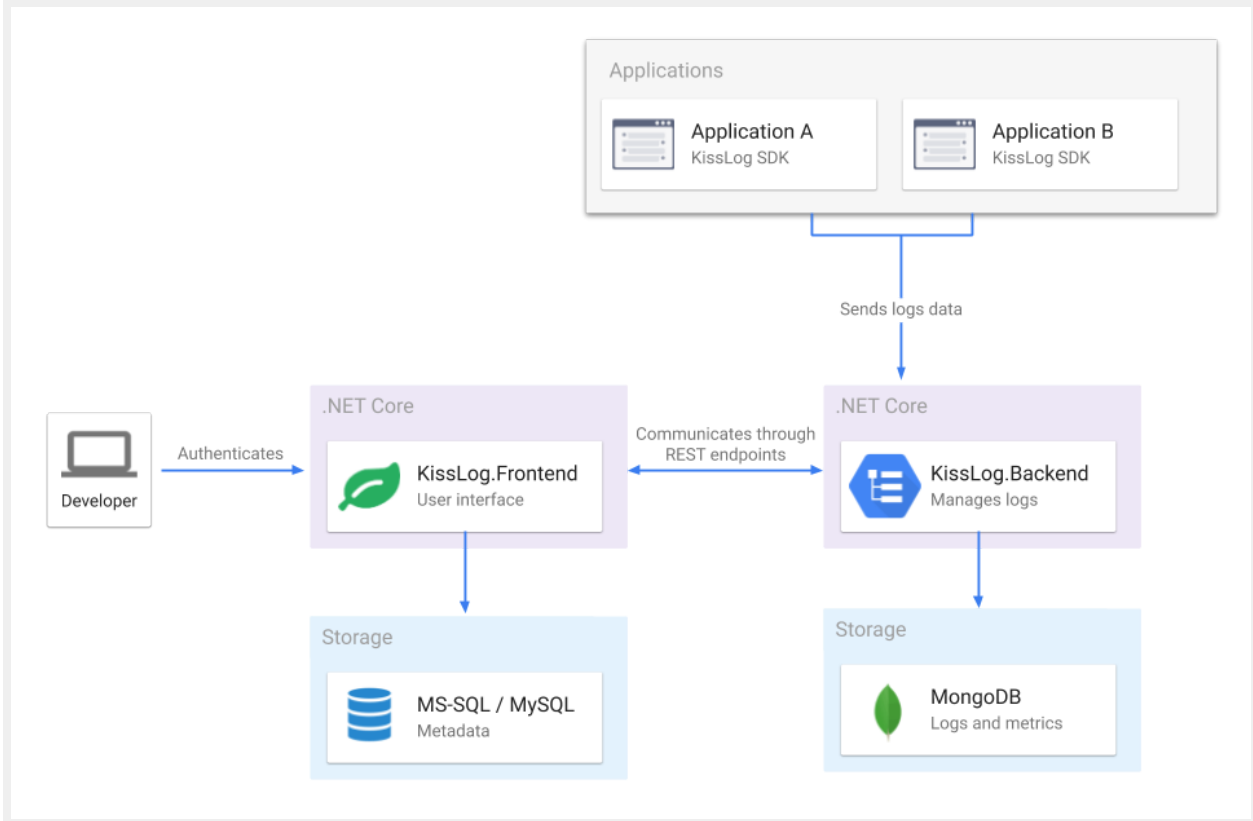 Applications
Application A
KissLog SDK
Application B
KissLog SDK
Sends logs data
.NET Core
.NET Core
Developer
Authenticates
KissLog.Frontend
User interface
Communicates through
REST endpoints
KissLog.Backend
Manages logs
Storage
MS-SQL / MySQL
Metadata
Storage
MongoDB
Logs and metrics